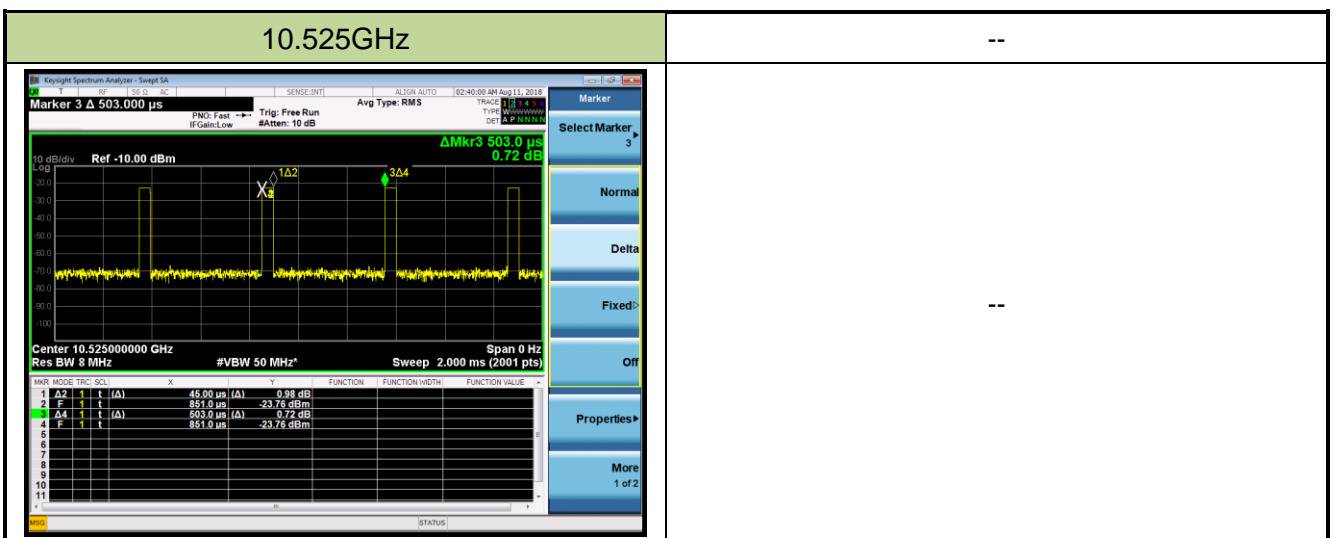 10.525GHz --
Keysight Spectrum Analyzer - Swept SA
T RF 50 Ω AC SENSE:INT ALIGN AUTO 02:40:00 AM Aug 11, 2018
Marker 3 Δ 503.000 µs
PNO: Fast
IFGain:Low
Trig: Free Run
#Atten: 10 dB
Avg Type: RMS
TRACE 1 2 3 4 5 6
TYPE WWWWWW
DET A P N N N N
ΔMkr3 503.0 µs
0.72 dB
10 dB/div Ref -10.00 dBm
Log
-20.0
-30.0
-40.0
-50.0
-60.0
-70.0
-80.0
-90.0
-100
1Δ2
3Δ4
Center 10.525000000 GHz Span 0 Hz
Res BW 8 MHz #VBW 50 MHz* Sweep 2.000 ms (2001 pts)
MKR MODE TRC SCL X Y FUNCTION FUNCTION WIDTH FUNCTION VALUE
1 Δ2 1 t (Δ) 45.00 µs (Δ) 0.98 dB
2 F 1 t 851.0 µs -23.76 dBm
3 Δ4 1 t (Δ) 503.0 µs (Δ) 0.72 dB
4 F 1 t 851.0 µs -23.76 dBm
5
6
7
8
9
10
11
MSG STATUS
Marker
Select Marker
3
Normal
Delta
Fixed
Off
Properties
More
1 of 2
--